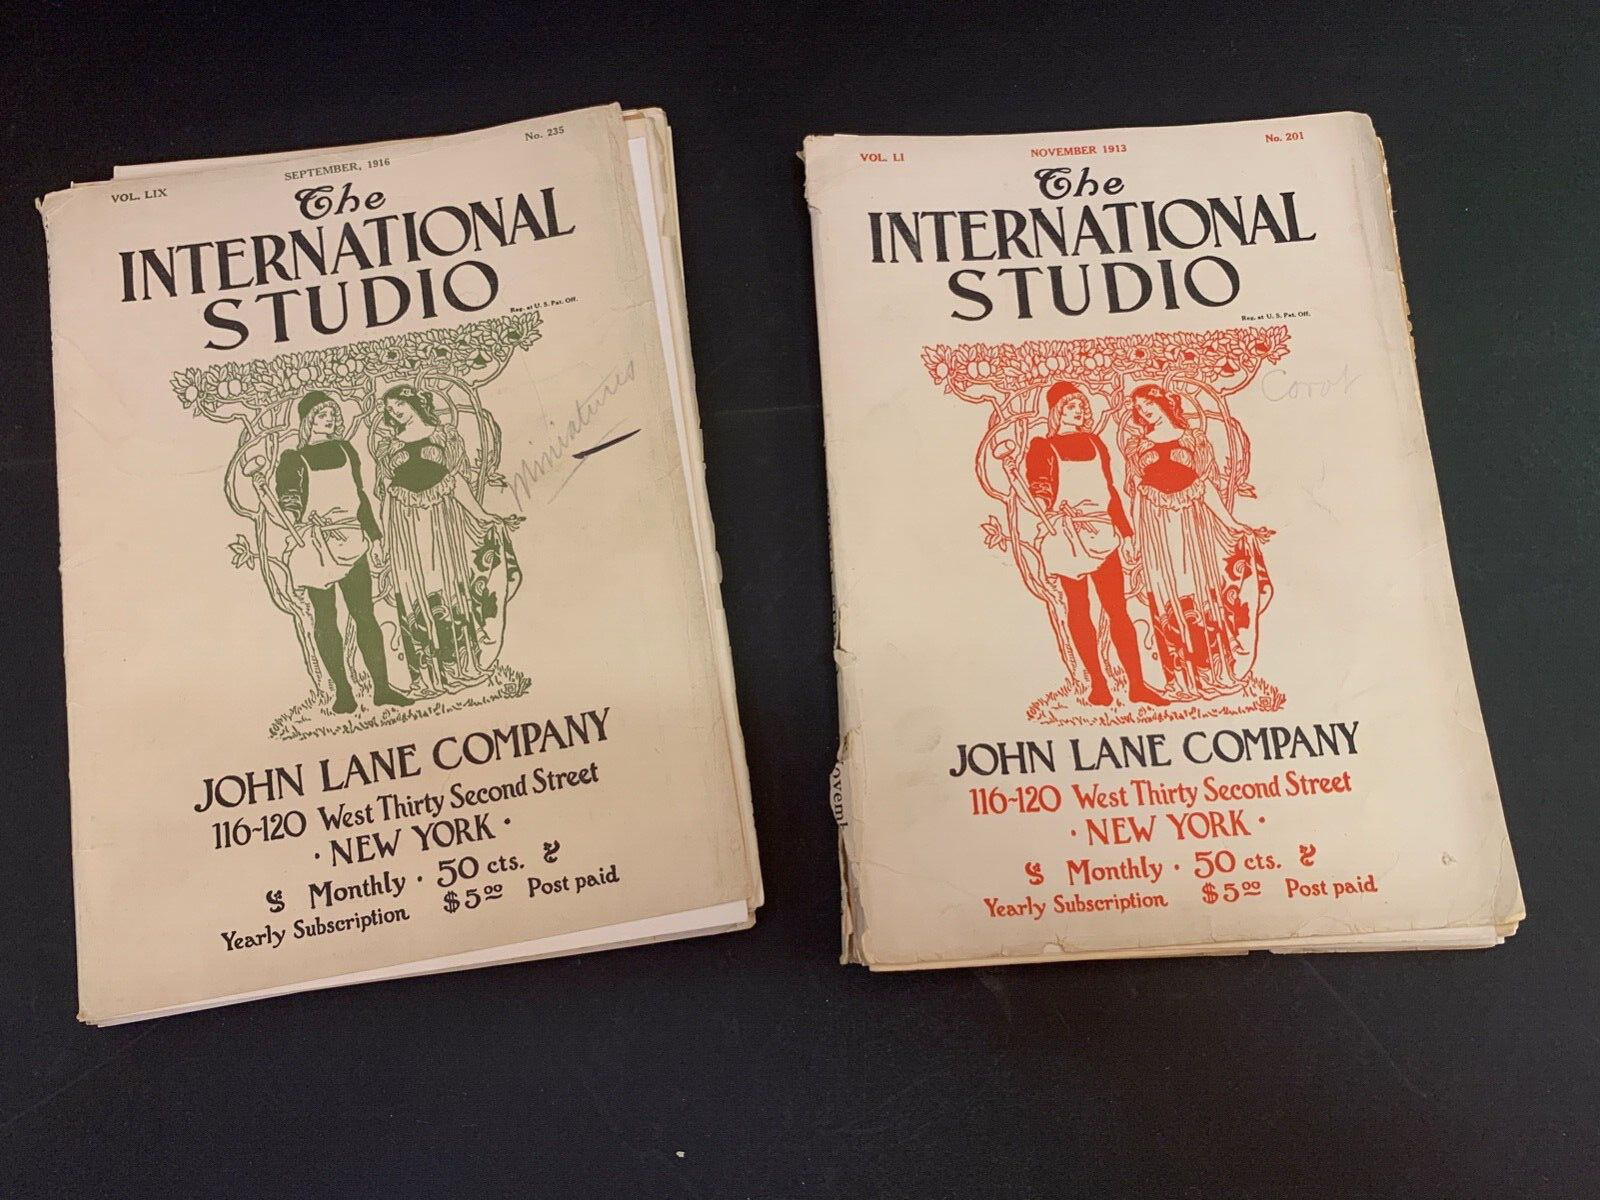 VOL. LIX
SEPTEMBER, 1916
No. 235
The
INTERNATIONAL
STUDIO
Reg. at U. S. Pat. Off.
Miniatures
JOHN LANE COMPANY
116~120 West Thirty Second Street
· NEW YORK ·
Monthly · 50 cts.
Yearly Subscription $5.00 Post paid
VOL. LI
NOVEMBER 1913
No. 201
The
INTERNATIONAL
STUDIO
Reg. at U. S. Pat. Off.
Corot
JOHN LANE COMPANY
116~120 West Thirty Second Street
· NEW YORK ·
Monthly · 50 cts.
Yearly Subscription $5.00 Post paid
ovemb